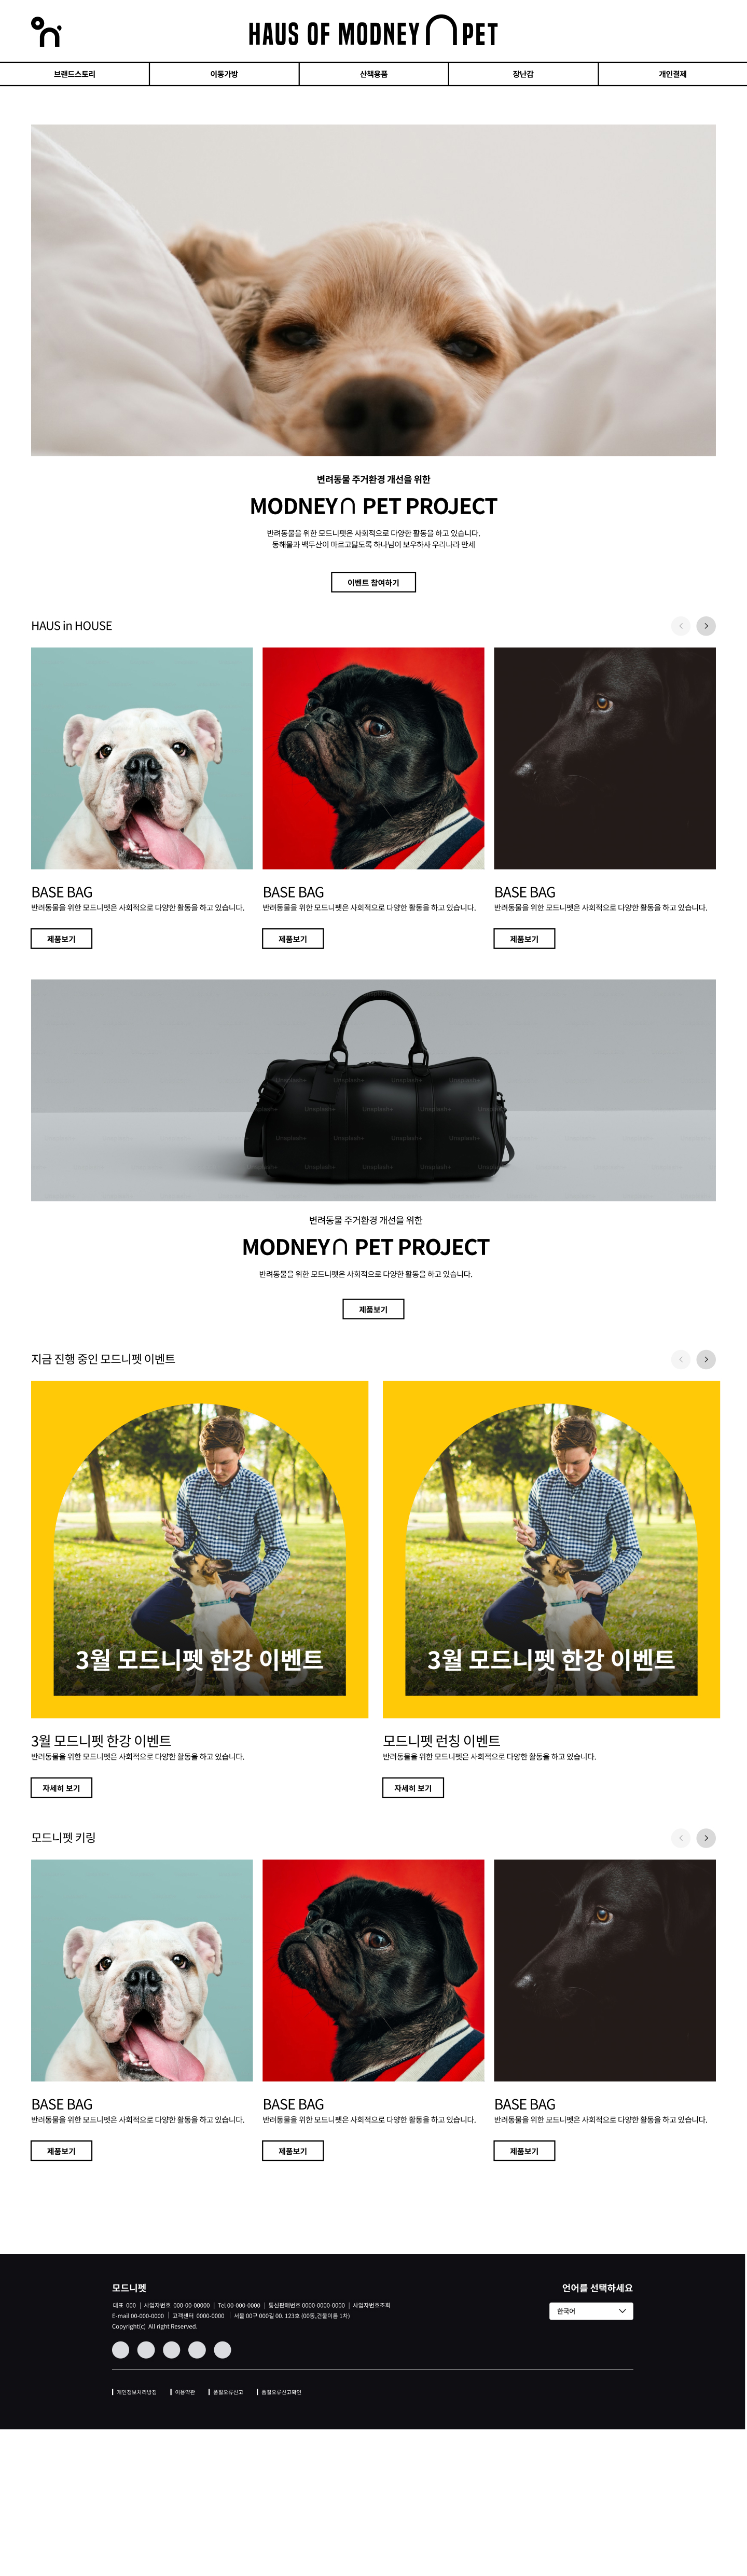 HAUS OF MODNEY PET
브랜드스토리
이동가방
산책용품
장난감
개인결제
변려동물 주거환경 개선을 위한
MODNEY∩ PET PROJECT
반려동물을 위한 모드니펫은 사회적으로 다양한 활동을 하고 있습니다.
동해물과 백두산이 마르고닳도록 하나님이 보우하사 우리나라 만세
이벤트 참여하기
HAUS in HOUSE
BASE BAG
반려동물을 위한 모드니펫은 사회적으로 다양한 활동을 하고 있습니다.
제품보기
BASE BAG
반려동물을 위한 모드니펫은 사회적으로 다양한 활동을 하고 있습니다.
제품보기
BASE BAG
반려동물을 위한 모드니펫은 사회적으로 다양한 활동을 하고 있습니다.
제품보기
Unsplash+ Unsplash+ Unsplash+ Unsplash+
Unsplash+ Unsplash+ Unsplash+ Unsplash+
Unsplash+ Unsplash+ Unsplash+ Unsplash+
Unsplash+ Unsplash+ Unsplash+
변려동물 주거환경 개선을 위한
MODNEY∩ PET PROJECT
반려동물을 위한 모드니펫은 사회적으로 다양한 활동을 하고 있습니다.
제품보기
지금 진행 중인 모드니펫 이벤트
3월 모드니펫 한강 이벤트
3월 모드니펫 한강 이벤트
반려동물을 위한 모드니펫은 사회적으로 다양한 활동을 하고 있습니다.
자세히 보기
3월 모드니펫 한강 이벤트
모드니펫 런칭 이벤트
반려동물을 위한 모드니펫은 사회적으로 다양한 활동을 하고 있습니다.
자세히 보기
모드니펫 키링
BASE BAG
반려동물을 위한 모드니펫은 사회적으로 다양한 활동을 하고 있습니다.
제품보기
BASE BAG
반려동물을 위한 모드니펫은 사회적으로 다양한 활동을 하고 있습니다.
제품보기
BASE BAG
반려동물을 위한 모드니펫은 사회적으로 다양한 활동을 하고 있습니다.
제품보기
모드니펫
대표 000 | 사업자번호 000-00-00000 | Tel 00-000-0000 | 통신판매번호 0000-0000-0000 | 사업자번호조회
E-mail 00-000-0000 | 고객센터 0000-0000 | 서울 00구 000길 00. 123호 (00동,건물이름 1차)
Copyright(c) All right Reserved.
언어를 선택하세요
한국어
개인정보처리방침
이용약관
품질오류신고
품질오류신고확인